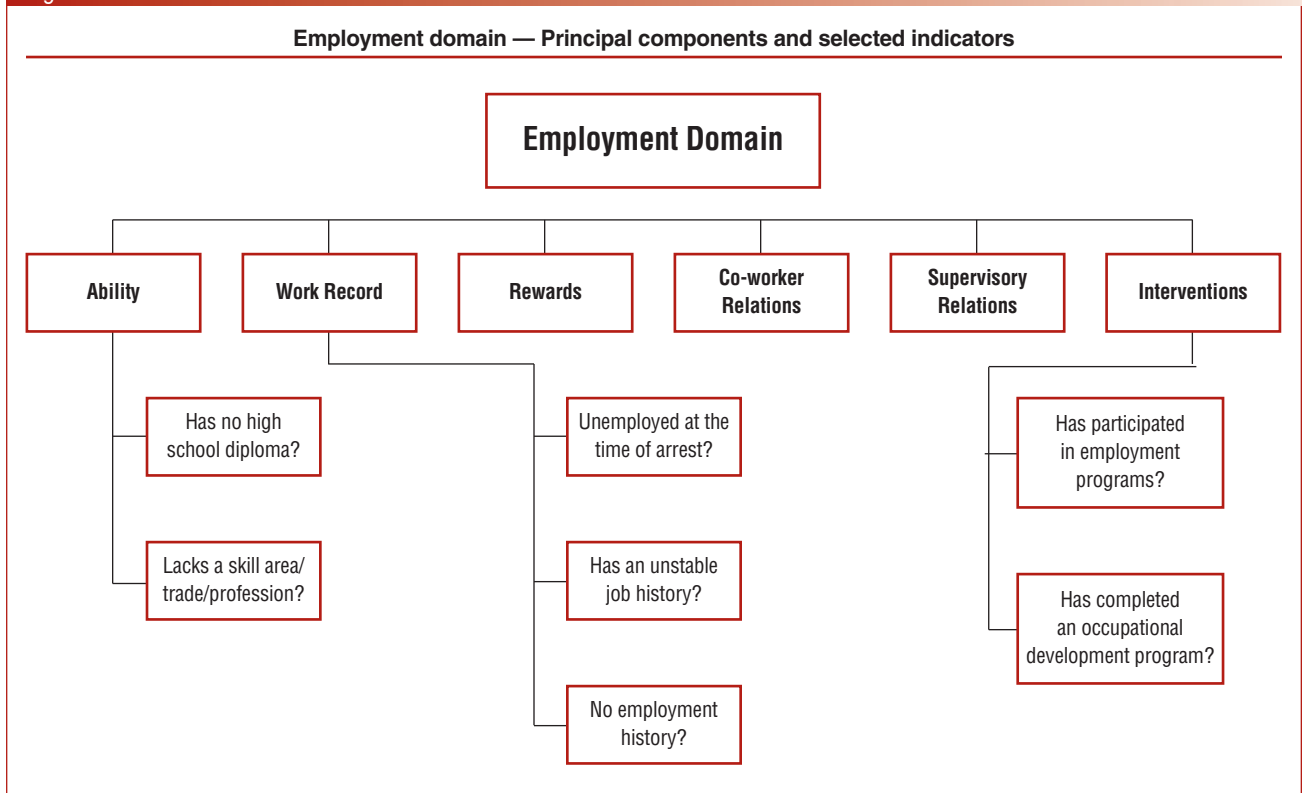 Employment domain — Principal components and selected indicators
Employment Domain
Ability
Work Record
Rewards
Co-worker
Relations
Supervisory
Relations
Interventions
Has no high
school diploma?
Unemployed at the
time of arrest?
Has participated
in employment
programs?
Lacks a skill area/
trade/profession?
Has an unstable
job history?
Has completed
an occupational
development program?
No employment
history?